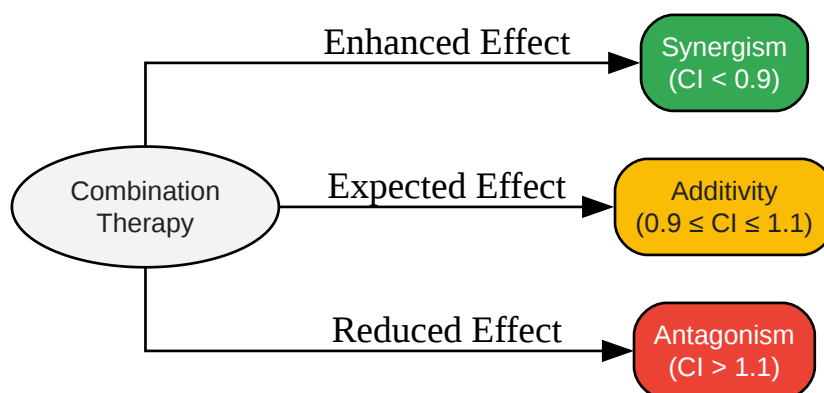 Enhanced Effect
Synergism
(CI < 0.9)
Combination
Therapy
Expected Effect
Additivity
(0.9 ≤ CI ≤ 1.1)
Reduced Effect
Antagonism
(CI > 1.1)